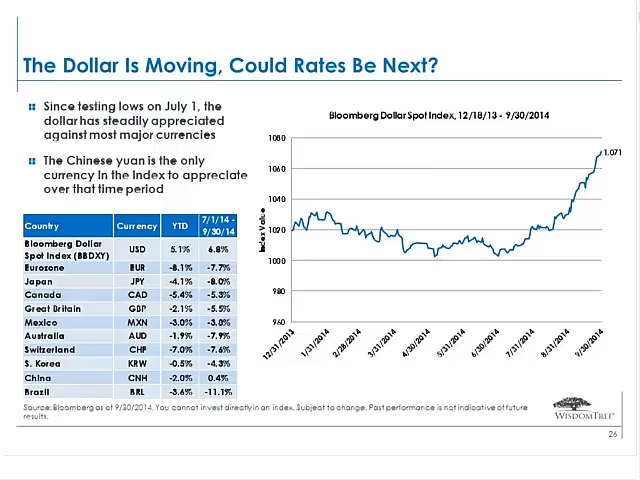 The Dollar Is Moving, Could Rates Be Next?
Since testing lows on July 1, the
dollar has steadily appreciated
against most major currencies
The Chinese yuan is the only
currency in the Index to appreciate
over that time period
Country Currency YTD 7/1/14 - 9/30/14
Bloomberg Dollar Spot Index (BBDXY) USD 5.1% 6.8%
Eurozone EUR -8.1% -7.7%
Japan JPY -4.1% -8.0%
Canada CAD -5.4% -5.3%
Great Britain GBP -2.1% -5.5%
Mexico MXN -3.0% -3.0%
Australia AUD -1.9% -7.9%
Switzerland CHF -7.0% -7.6%
S. Korea KRW -0.5% -4.3%
China CNH -2.0% 0.4%
Brazil BRL -3.6% -11.1%
Bloomberg Dollar Spot Index, 12/18/13 - 9/30/2014
Index Value
1080
1060
1040
1020
1000
980
960
1,071
12/31/2013 1/31/2014 2/28/2014 3/31/2014 4/30/2014 5/31/2014 6/30/2014 7/31/2014 8/31/2014 9/30/2014
Source: Bloomberg as of 9/30/2014. You cannot invest directly in an index. Subject to change. Past performance is not indicative of future
results.
WISDOMTREE
26